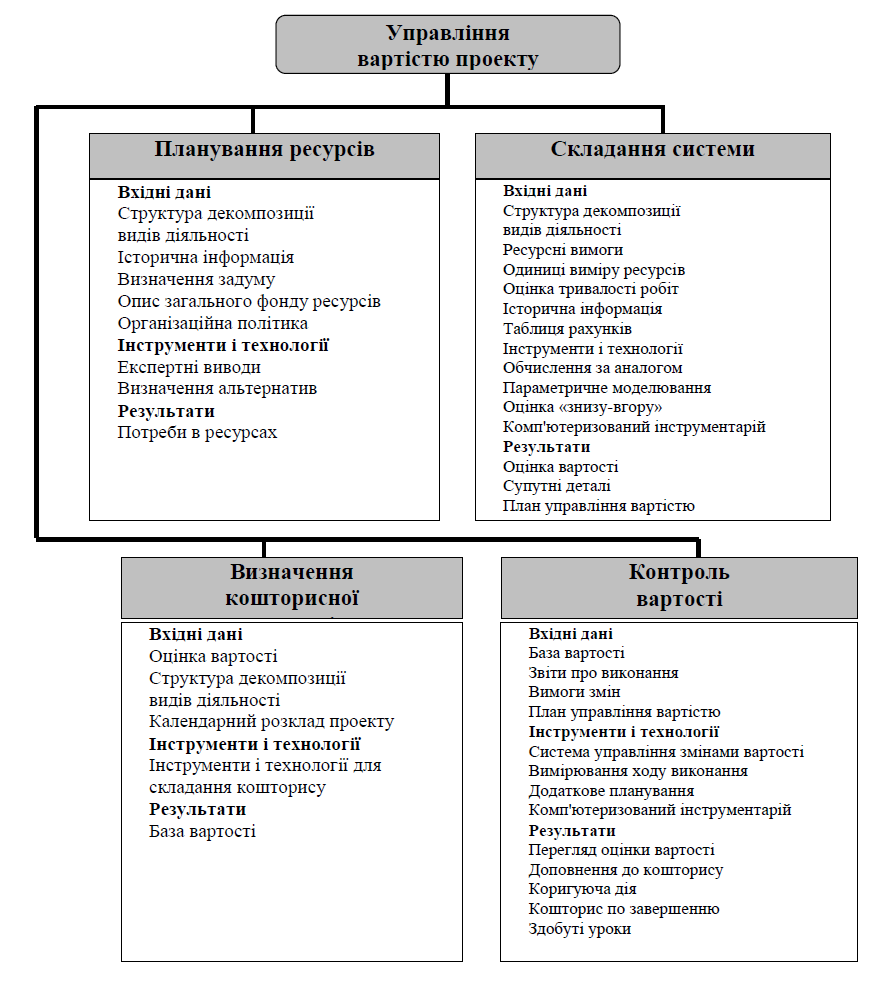 Управління
вартістю проекту
Планування ресурсів
Вхідні дані
Структура декомпозиції
видів діяльності
Історична інформація
Визначення задуму
Опис загального фонду ресурсів
Організаційна політика
Інструменти і технології
Експертні виводи
Визначення альтернатив
Результати
Потреби в ресурсах
Складання системи
Вхідні дані
Структура декомпозиції
видів діяльності
Ресурсні вимоги
Одиниці виміру ресурсів
Оцінка тривалості робіт
Історична інформація
Таблиця рахунків
Інструменти і технології
Обчислення за аналогом
Параметричне моделювання
Оцінка «знизу-вгору»
Комп'ютеризований інструментарій
Результати
Оцінка вартості
Супутні деталі
План управління вартістю
Визначення
кошторисної
Вхідні дані
Оцінка вартості
Структура декомпозиції
видів діяльності
Календарний розклад проекту
Інструменти і технології
Інструменти і технології для
складання кошторису
Результати
База вартості
Контроль
вартості
Вхідні дані
База вартості
Звіти про виконання
Вимоги змін
План управління вартістю
Інструменти і технології
Система управління змінами вартості
Вимірювання ходу виконання
Додаткове планування
Комп'ютеризований інструментарій
Результати
Перегляд оцінки вартості
Доповнення до кошторису
Коригуюча дія
Кошторис по завершенню
Здобуті уроки